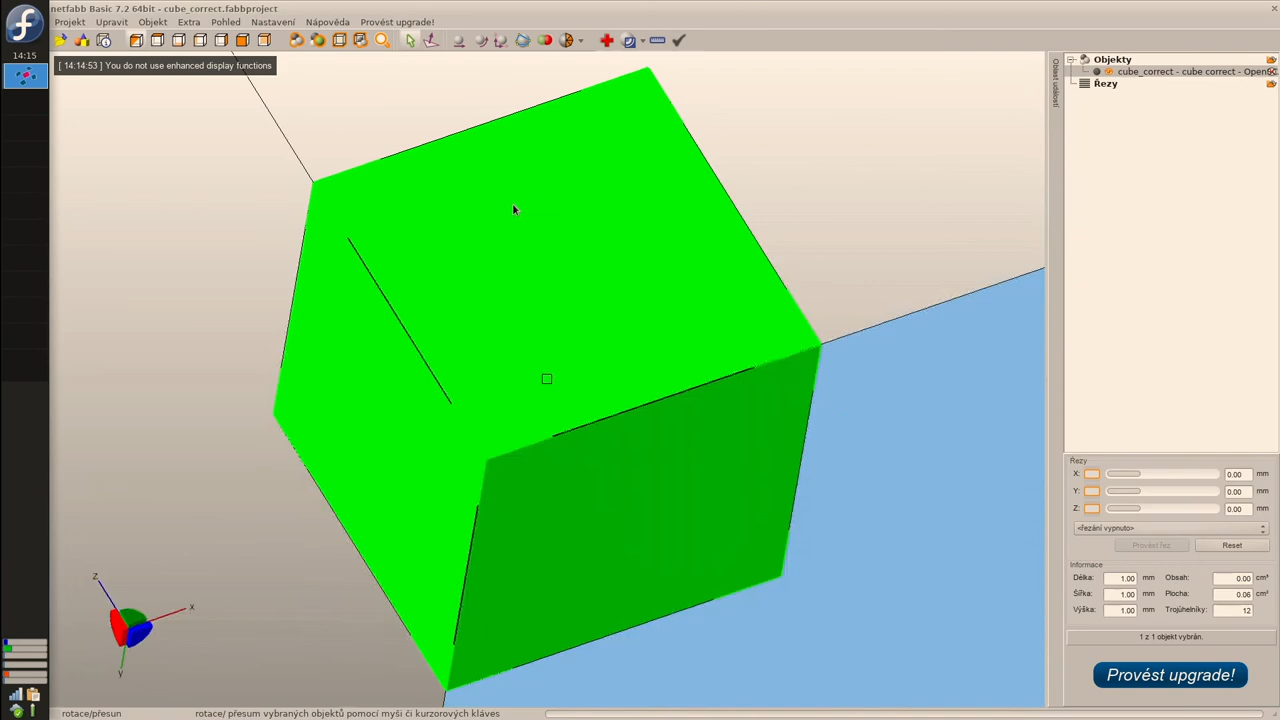 netfabb Basic 7.2 64bit - cube_correct.fabbproject
Projekt Upravit Objekt Extra Pohled Nastavení Nápověda Provést upgrade!
14:15
[ 14:14:53 ] You do not use enhanced display functions
Oblast událostí
Objekty
cube_correct - cube correct - Open
Řezy
z
x
y
Řezy
X: 0.00 mm
Y: 0.00 mm
Z: 0.00 mm
<řezání vypnuto>
Provést řez Reset
Informace
Délka: 1.00 mm Obsah: 0.00 cm³
Šířka: 1.00 mm Plocha: 0.06 cm²
Výška: 1.00 mm Trojúhelníky: 12
1 z 1 objekt vybrán.
Provést upgrade!
rotace/přesun rotace/ přesum vybraných objektů pomocí myši či kurzorových kláves